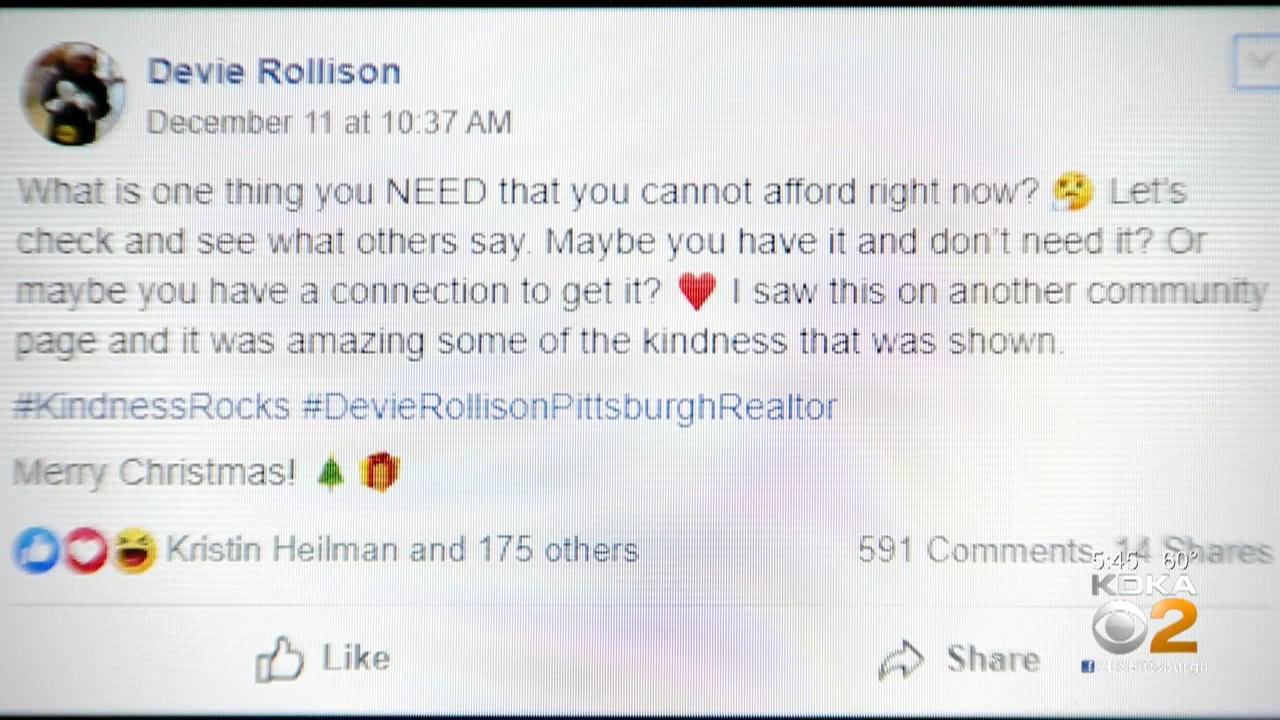 Devie Rollison
December 11 at 10:37 AM
What is one thing you NEED that you cannot afford right now? 🤔 Let's
check and see what others say. Maybe you have it and don't need it? Or
maybe you have a connection to get it? ♥ I saw this on another community
page and it was amazing some of the kindness that was shown.
#KindnessRocks #DevieRollisonPittsburghRealtor
Merry Christmas! 🎄 🎁
Kristin Heilman and 175 others
591 Comments 14 Shares
5:45 60°
KDKA
2
Like
Share
CBSPittsburgh